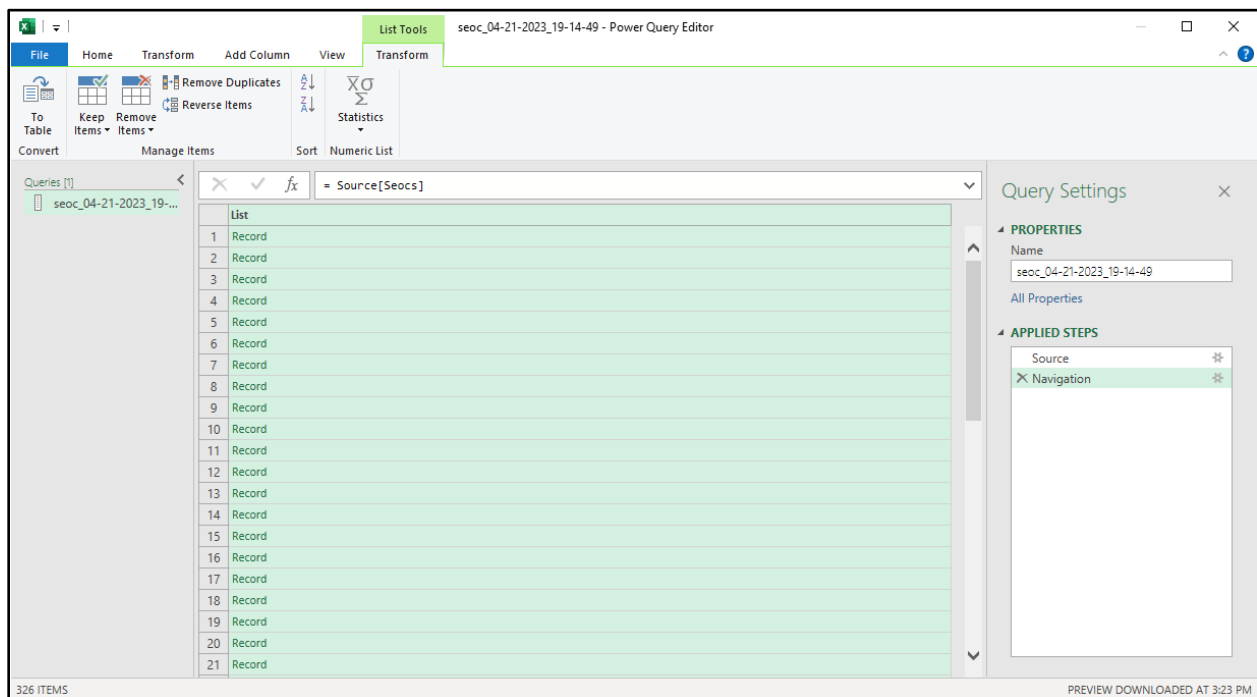 List Tools
seoc_04-21-2023_19-14-49 - Power Query Editor
File Home Transform Add Column View Transform
To Table
Keep Items
Remove Items
Remove Duplicates
Reverse Items
Statistics
Convert Manage Items Sort Numeric List
Queries [1]
seoc_04-21-2023_19-...
fx = Source[Seocs]
List
1 Record
2 Record
3 Record
4 Record
5 Record
6 Record
7 Record
8 Record
9 Record
10 Record
11 Record
12 Record
13 Record
14 Record
15 Record
16 Record
17 Record
18 Record
19 Record
20 Record
21 Record
Query Settings
PROPERTIES
Name
seoc_04-21-2023_19-14-49
All Properties
APPLIED STEPS
Source
Navigation
326 ITEMS
PREVIEW DOWNLOADED AT 3:23 PM